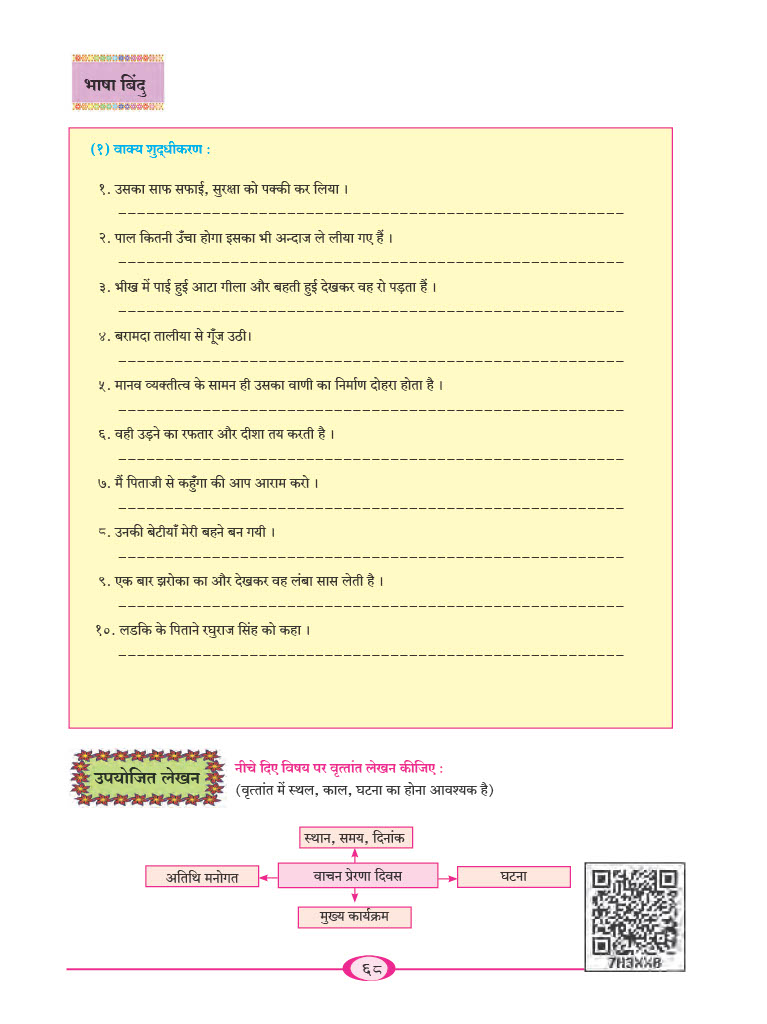 भाषा बिंदु
(१) वाक्य शुद्धीकरण :
१. उसका साफ सफाई, सुरक्षा को पक्की कर लिया ।
२. पाल कितनी उँचा होगा इसका भी अन्दाज ले लीया गए हैं ।
३. भीख में पाई हुई आटा गीला और बहती हुई देखकर वह रो पड़ता हैं ।
४. बरामदा तालीया से गूँज उठी।
५. मानव व्यक्तीत्व के सामन ही उसका वाणी का निर्माण दोहरा होता है ।
६. वही उड़ने का रफतार और दीशा तय करती है ।
७. मैं पिताजी से कहुँगा की आप आराम करो ।
८. उनकी बेटीयाँ मेरी बहने बन गयी ।
९. एक बार झरोका का और देखकर वह लंबा सास लेती है ।
१०. लडकि के पिताने रघुराज सिंह को कहा ।
उपयोजित लेखन
नीचे दिए विषय पर वृत्तांत लेखन कीजिए :
(वृत्तांत में स्थल, काल, घटना का होना आवश्यक है)
स्थान, समय, दिनांक
अतिथि मनोगत
वाचन प्रेरणा दिवस
घटना
मुख्य कार्यक्रम
7H3XX8
६८